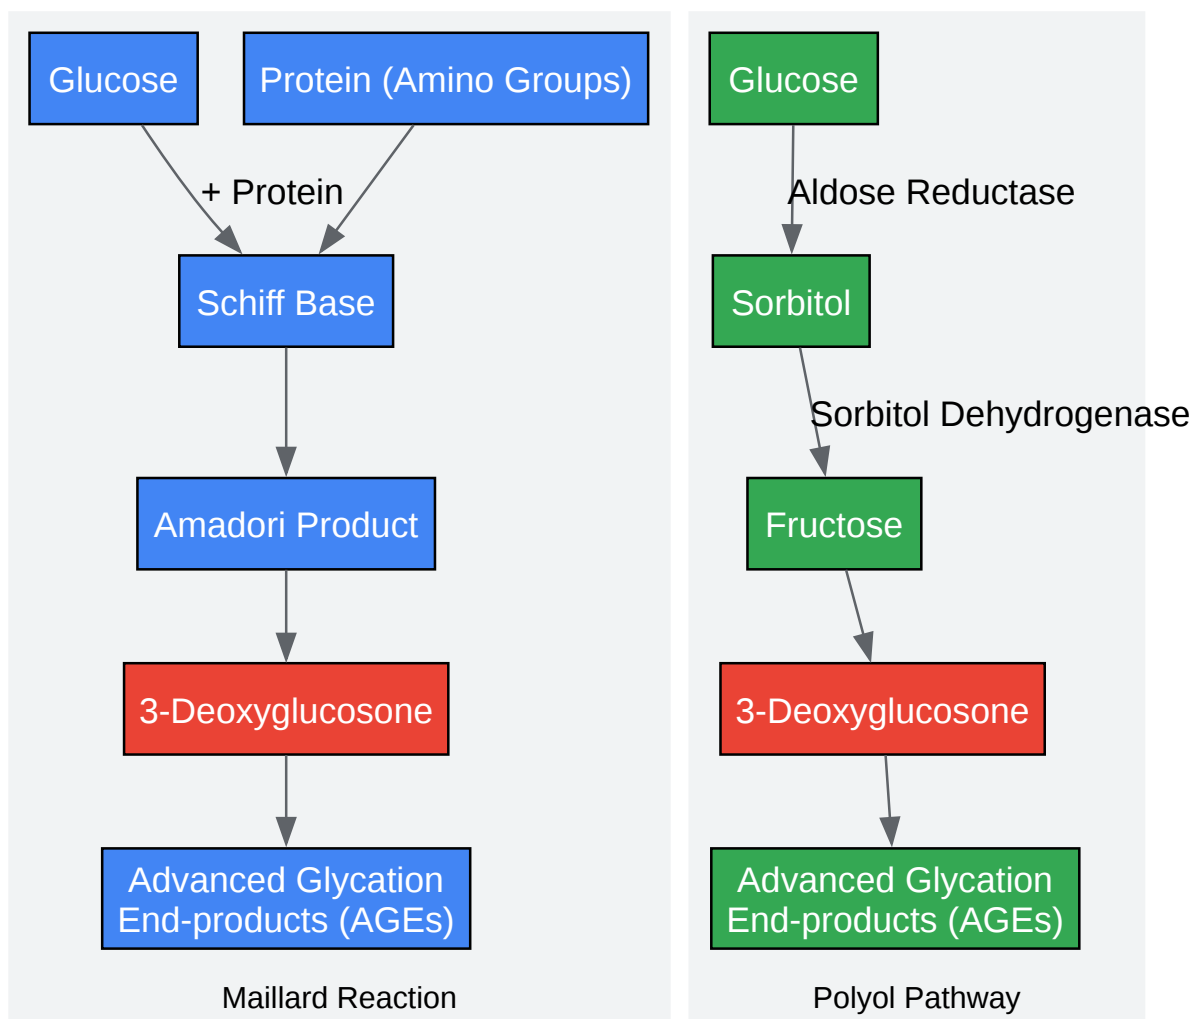 Glucose
Protein (Amino Groups)
+ Protein
Schiff Base
Amadori Product
3-Deoxyglucosone
Advanced Glycation
End-products (AGEs)
Maillard Reaction
Glucose
Aldose Reductase
Sorbitol
Sorbitol Dehydrogenase
Fructose
3-Deoxyglucosone
Advanced Glycation
End-products (AGEs)
Polyol Pathway